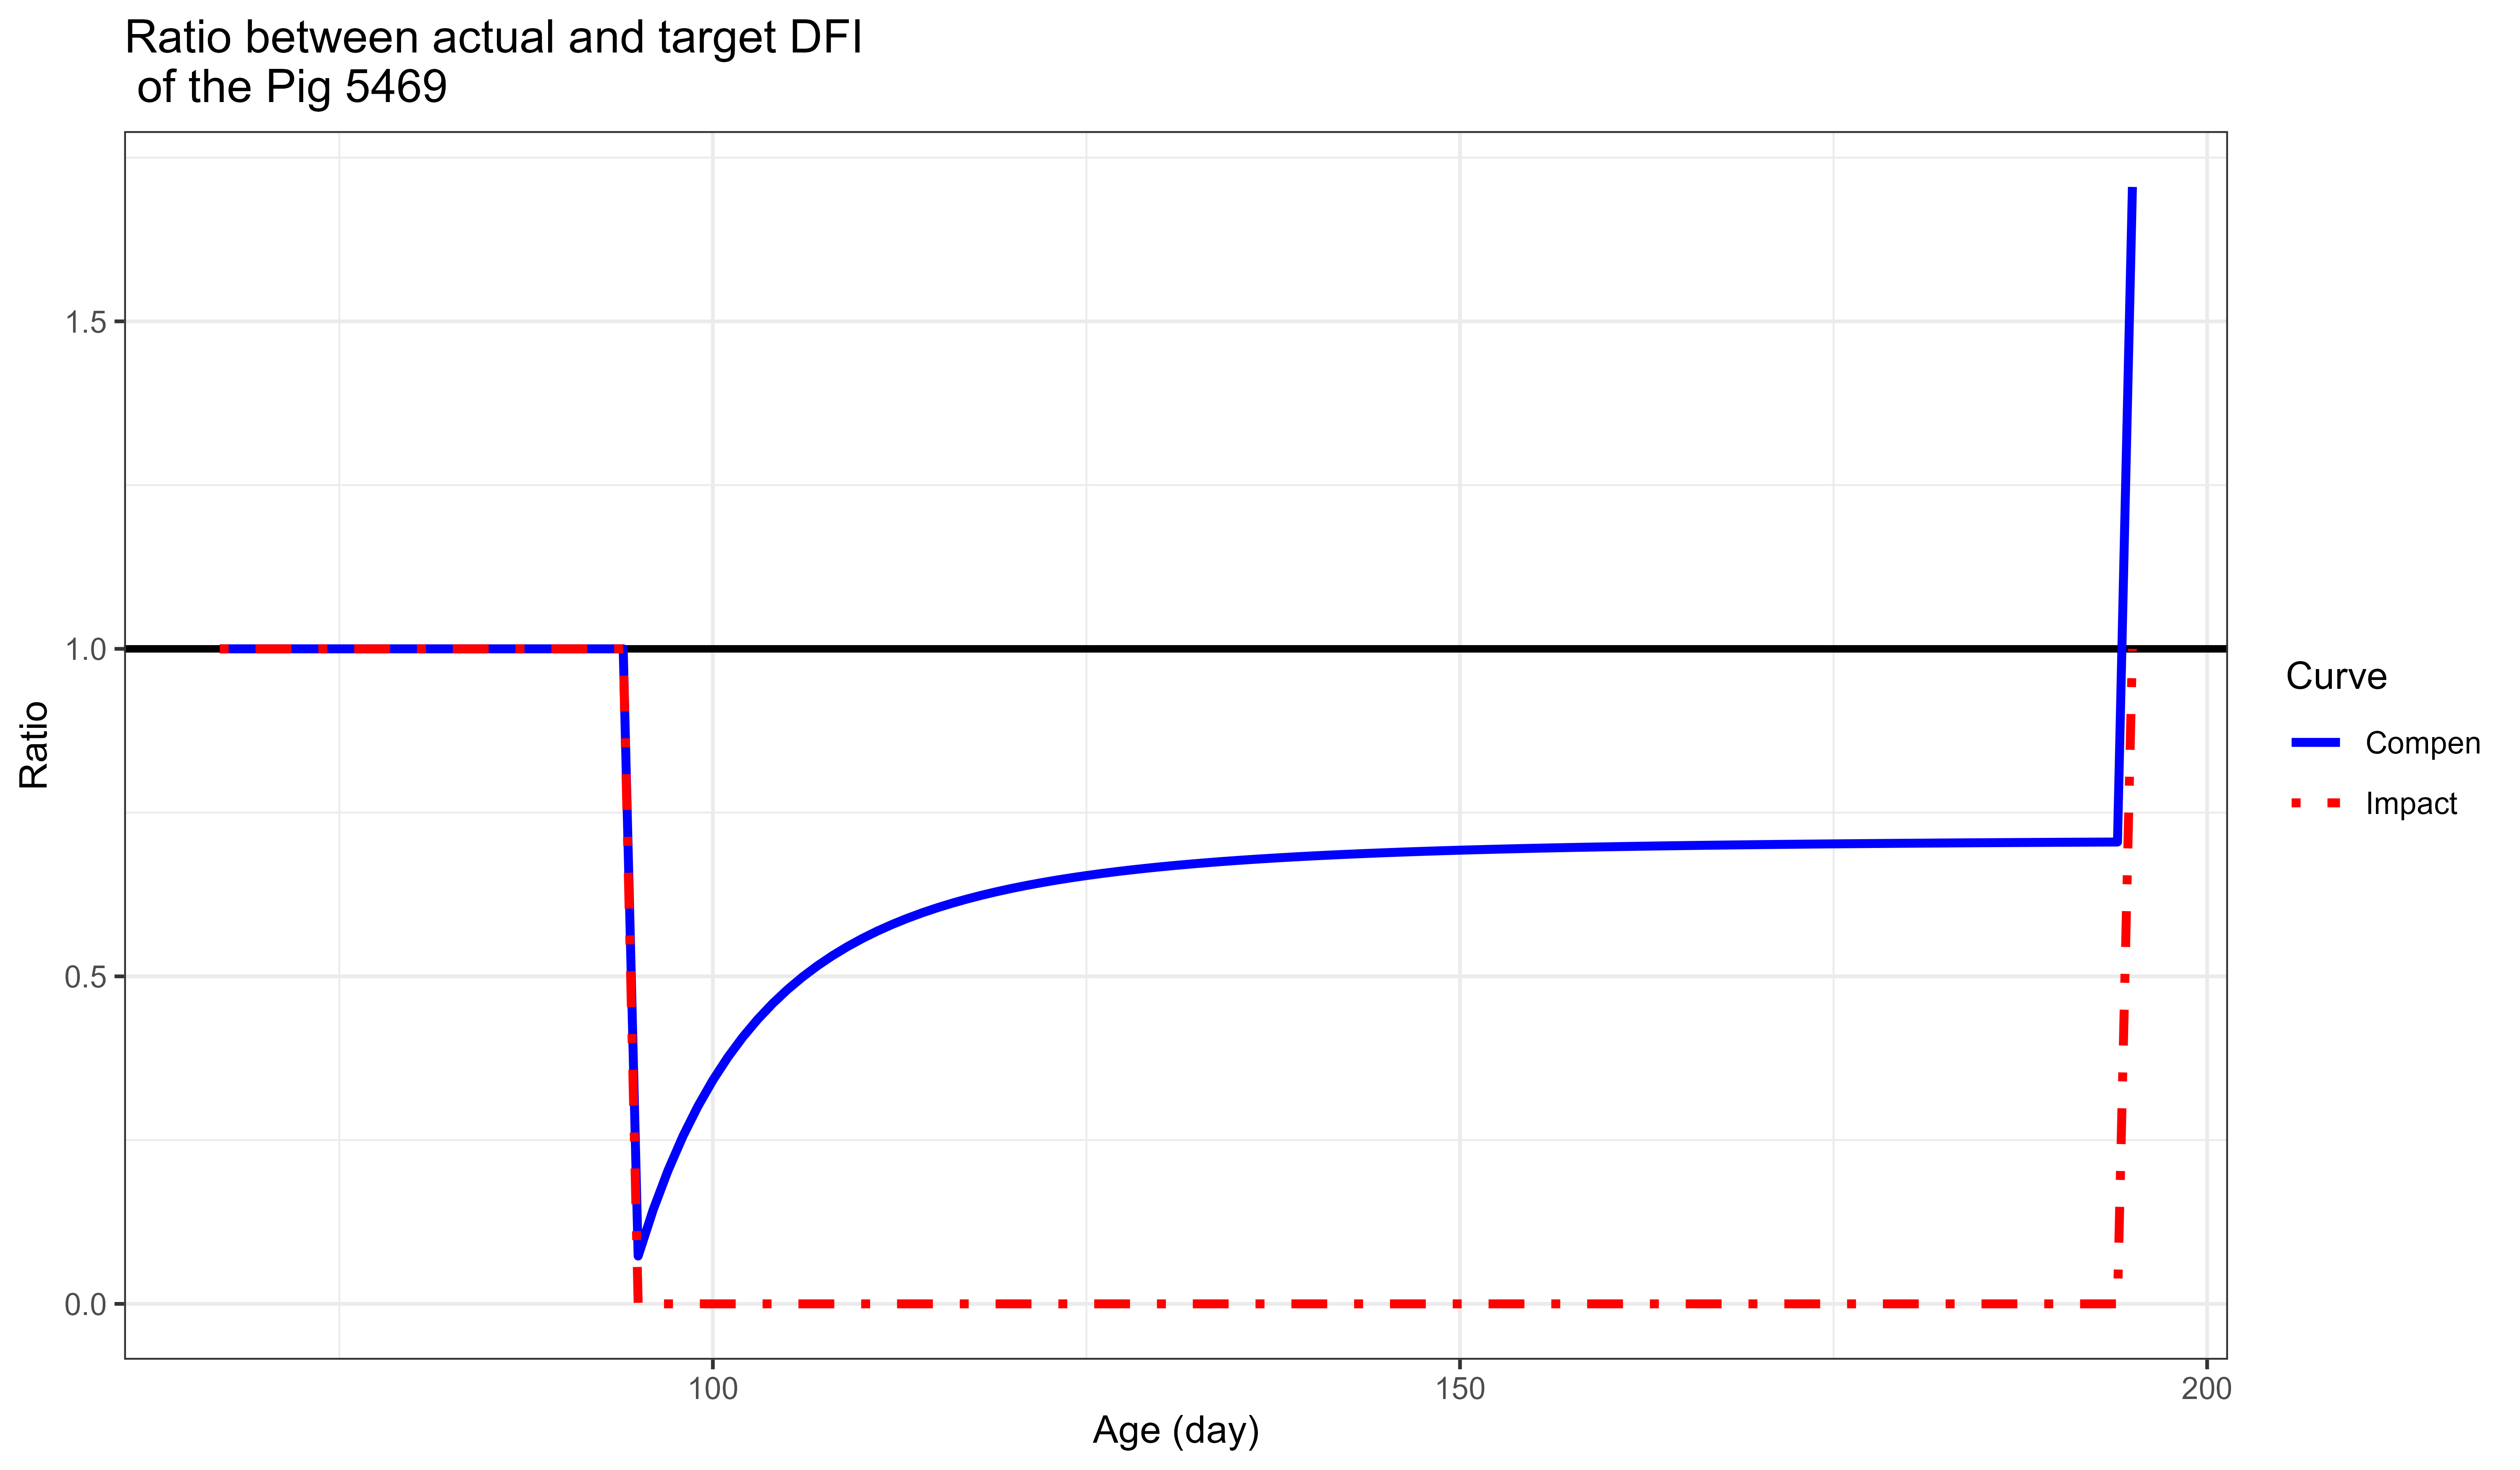 Ratio between actual and target DFI
of the Pig 5469
1.5
1.0
0.5
0.0
Ratio
100
150
200
Age (day)
Curve
Compen
Impact